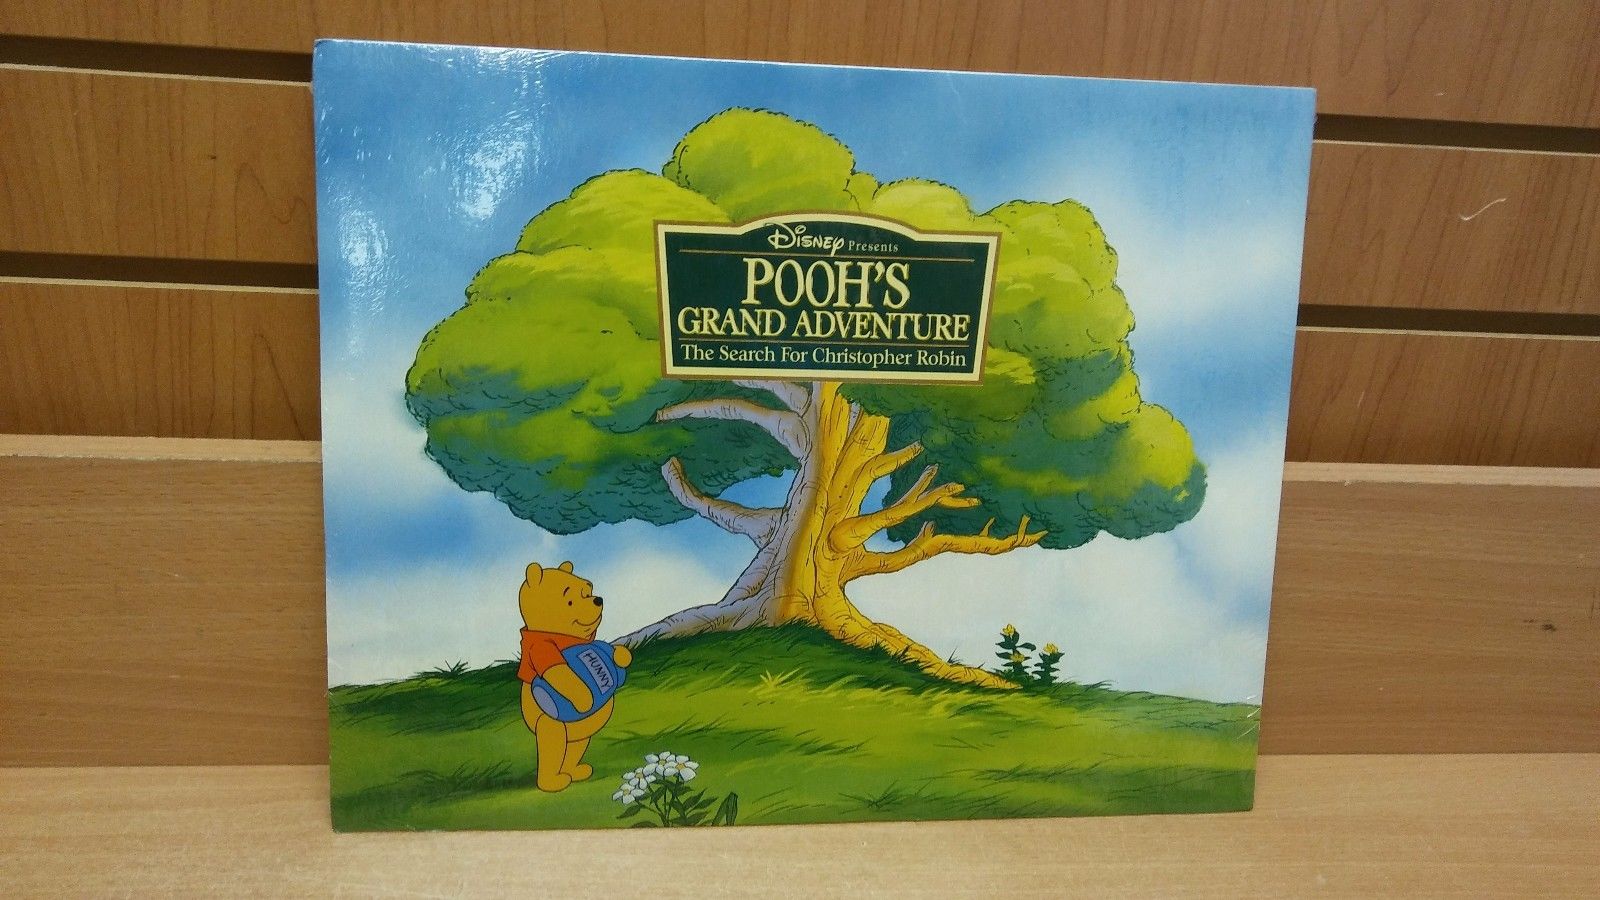 Disney Presents
POOH'S
GRAND ADVENTURE
The Search For Christopher Robin
HUNNY